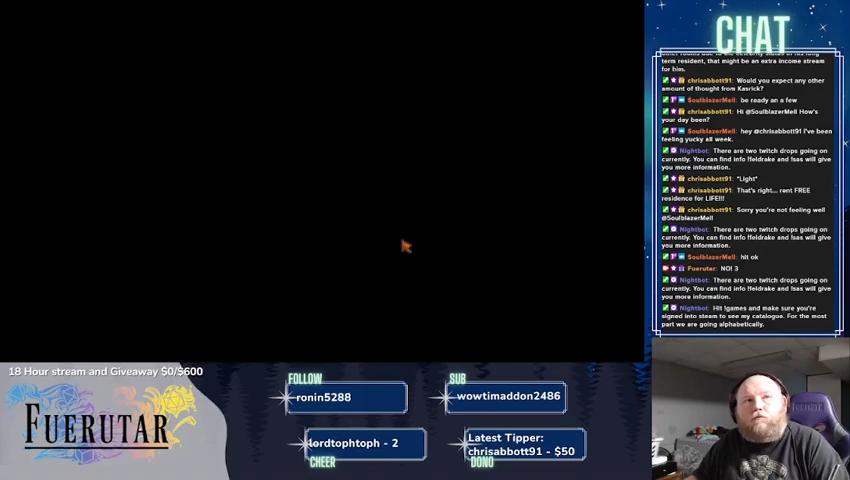 CHAT
term resident, that might be an extra income stream
for him.
chrisabbott91: Would you expect any other
amount of thought from Kasrick?
SoulblazerMell: be ready an a few
chrisabbott91: Hi @SoulblazerMell How's
your day been?
SoulblazerMell: hey @chrisabbott91 I've been
feeling yucky all week.
Nightbot: There are two twitch drops going on
currently. You can find info !feldrake and !sas will give
you more information.
chrisabbott91: "Light"
chrisabbott91: That's right... rent FREE
residence for LIFE!!!
chrisabbott91: Sorry you're not feeling well
@SoulblazerMell
Nightbot: There are two twitch drops going on
currently. You can find info !feldrake and !sas will give
you more information.
SoulblazerMell: hit ok
Fuerutar: NO! 3
Nightbot: There are two twitch drops going on
currently. You can find info !feldrake and !sas will give
you more information.
Nightbot: Hit !games and make sure you're
signed into steam to see my catalogue. For the most
part we are going alphabetically.
18 Hour stream and Giveaway $0/$600
FUERUTAR
FOLLOW
ronin5288
SUB
wowtimaddon2486
lordtophtoph - 2
CHEER
Latest Tipper:
chrisabbott91 - $50
DONO